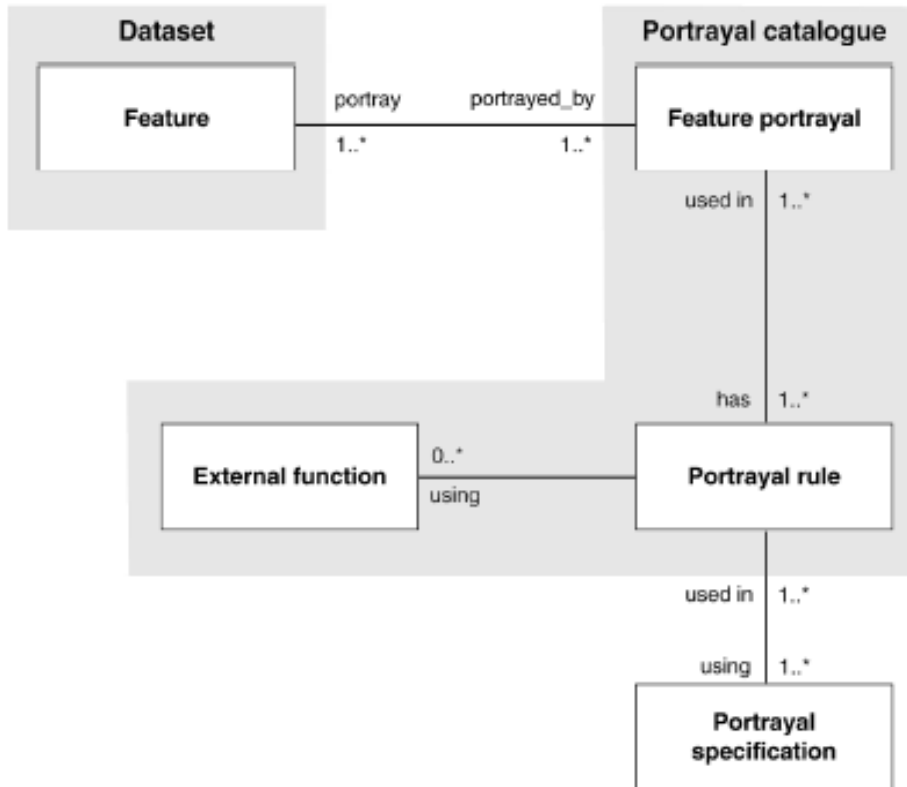 Dataset
Portrayal catalogue
Feature
portray
portrayed_by
Feature portrayal
1..*
1..*
used in
1..*
has
1..*
External function
0..*
using
Portrayal rule
used in
1..*
using
1..*
Portrayal
specification